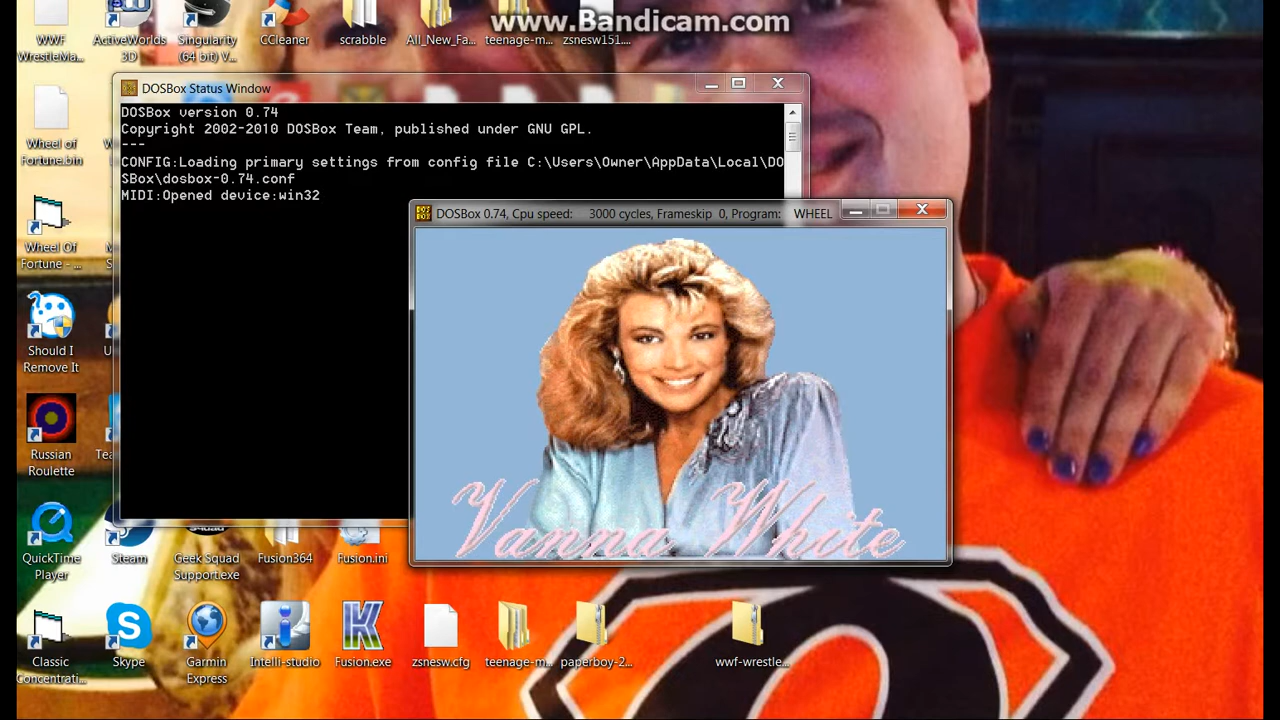 www.Bandicam.com
WWF
WrestleMa...
ActiveWorlds
3D
Singularity
(64 bit) V...
CCleaner
scrabble
All_New_Fa...
teenage-m...
zsnesw151....
DOSBox Status Window
DOSBox version 0.74
Copyright 2002-2010 DOSBox Team, published under GNU GPL.
---
CONFIG:Loading primary settings from config file C:\Users\Owner\AppData\Local\DO
SBox\dosbox-0.74.conf
MIDI:Opened device:win32
DOSBox 0.74, Cpu speed: 3000 cycles, Frameskip 0, Program: WHEEL
Vanna White
Wheel of
Fortune.bin
Wheel Of
Fortune - ...
Should I
Remove It
Russian
Roulette
QuickTime
Player
Steam
Geek Squad
Support.exe
Fusion364
Fusion.ini
Classic
Concentrati...
Skype
Garmin
Express
Intelli-studio
Fusion.exe
zsnesw.cfg
teenage-m...
paperboy-2...
wwf-wrestle...